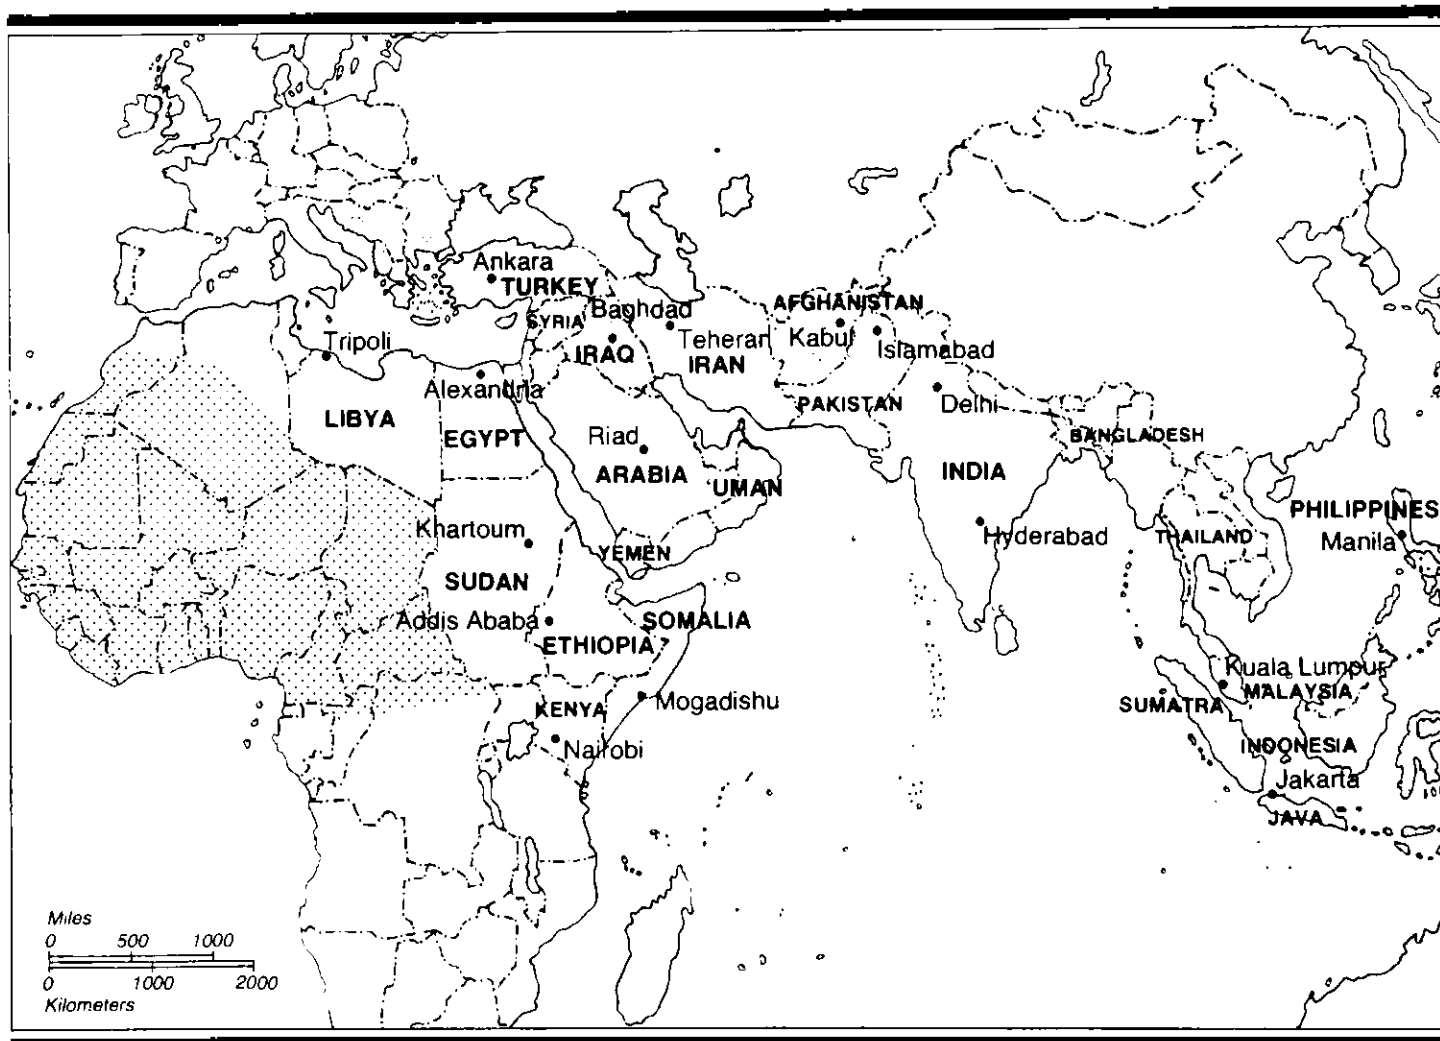 Ankara
TURKEY
AFGHANISTAN
Baghdad
SYRIA
Tripoli
Teheran
Kabul
Islamabad
IRAQ
IRAN
Alexandria
PAKISTAN
Delhi
LIBYA
EGYPT
Riad
BANGLADESH
ARABIA
INDIA
UMAN
PHILIPPINES
Khartoum
Hyderabad
THAILAND
Manila
YEMEN
SUDAN
Addis Ababa
SOMALIA
ETHIOPIA
Kuala Lumpur
MALAYSIA
Mogadishu
SUMATRA
KENYA
Nairobi
INDONESIA
Jakarta
JAVA
Miles
0 500 1000
0 1000 2000
Kilometers